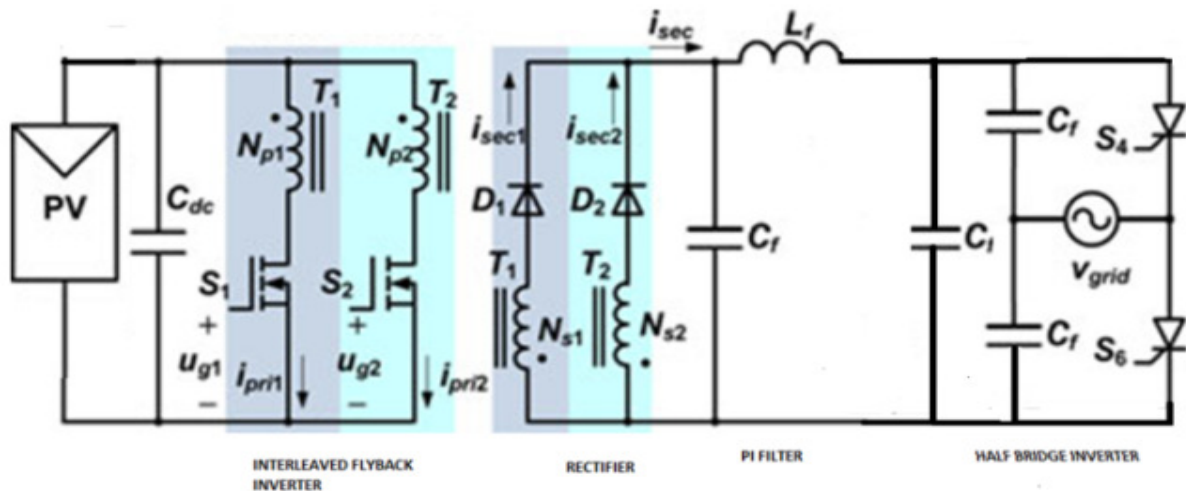 PV
C_dc
N_p1
T_1
N_p2
T_2
S_1
S_2
+
u_g1
−
+
u_g2
−
i_pri1
i_pri2
i_sec
i_sec1
i_sec2
D_1
D_2
T_1
T_2
N_s1
N_s2
L_f
C_f
C_f
C_f
C_f
S_4
S_6
v_grid
INTERLEAVED FLYBACK
INVERTER
RECTIFIER
PI FILTER
HALF BRIDGE INVERTER